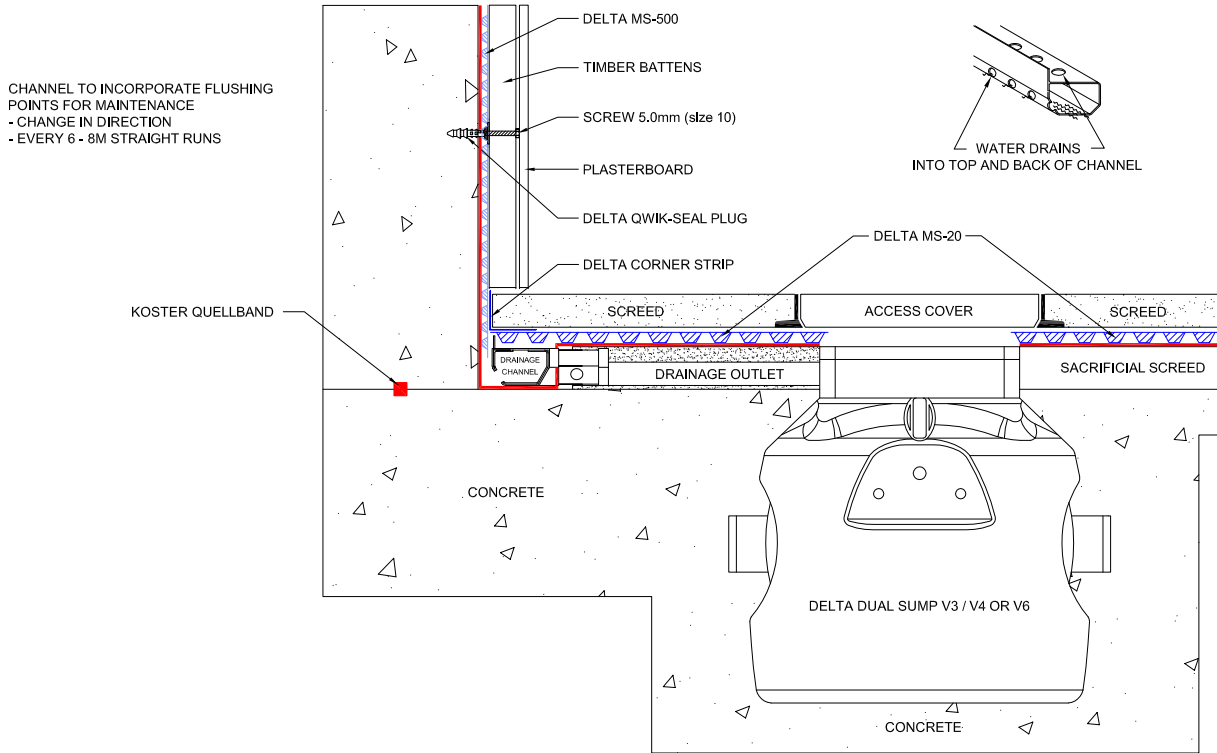 DELTA MS-500
TIMBER BATTENS
CHANNEL TO INCORPORATE FLUSHING
POINTS FOR MAINTENANCE
- CHANGE IN DIRECTION
- EVERY 6 - 8M STRAIGHT RUNS
SCREW 5.0mm (size 10)
WATER DRAINS
INTO TOP AND BACK OF CHANNEL
PLASTERBOARD
DELTA QWIK-SEAL PLUG
DELTA MS-20
DELTA CORNER STRIP
KOSTER QUELLBAND
SCREED
ACCESS COVER
SCREED
DRAINAGE
CHANNEL
DRAINAGE OUTLET
SACRIFICIAL SCREED
CONCRETE
DELTA DUAL SUMP V3 / V4 OR V6
CONCRETE